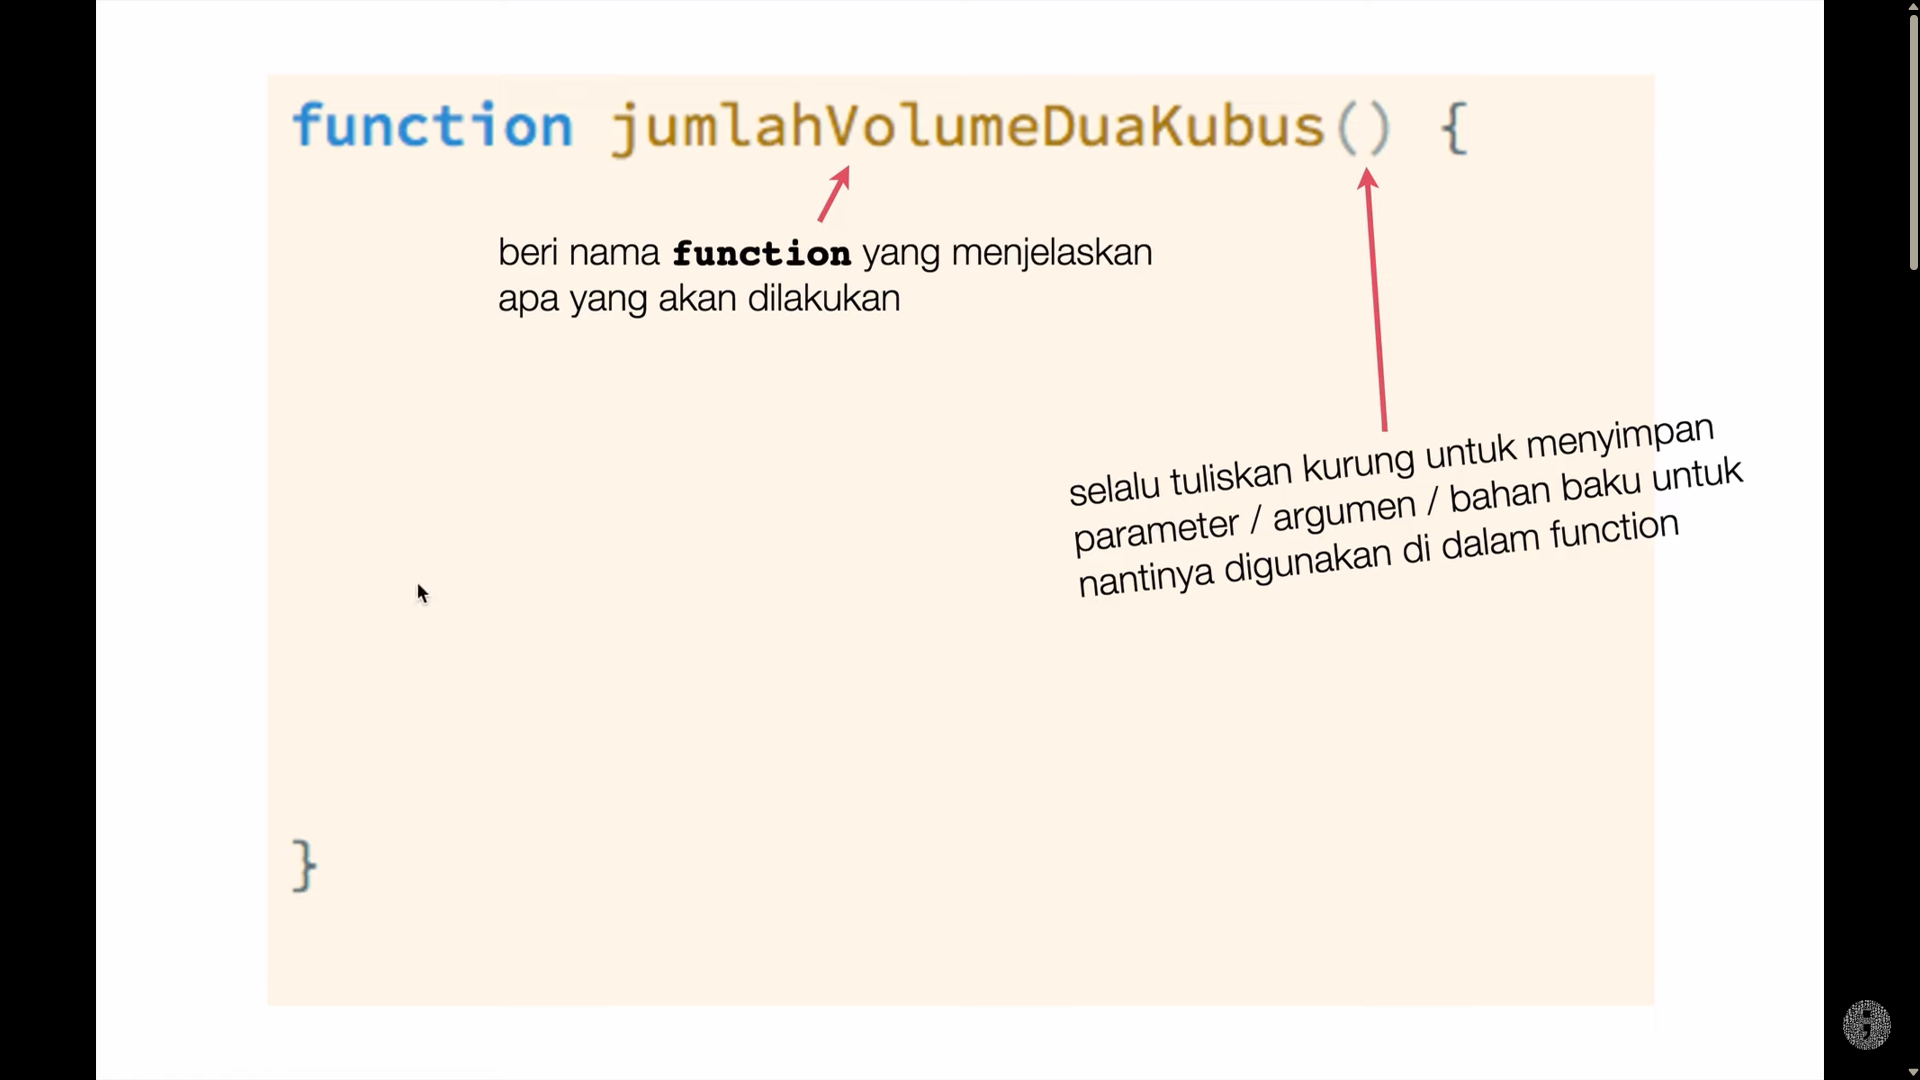 function jumlahVolumeDuaKubus() {
beri nama function yang menjelaskan
apa yang akan dilakukan
selalu tuliskan kurung untuk menyimpan
parameter / argumen / bahan baku untuk
nantinya digunakan di dalam function
}